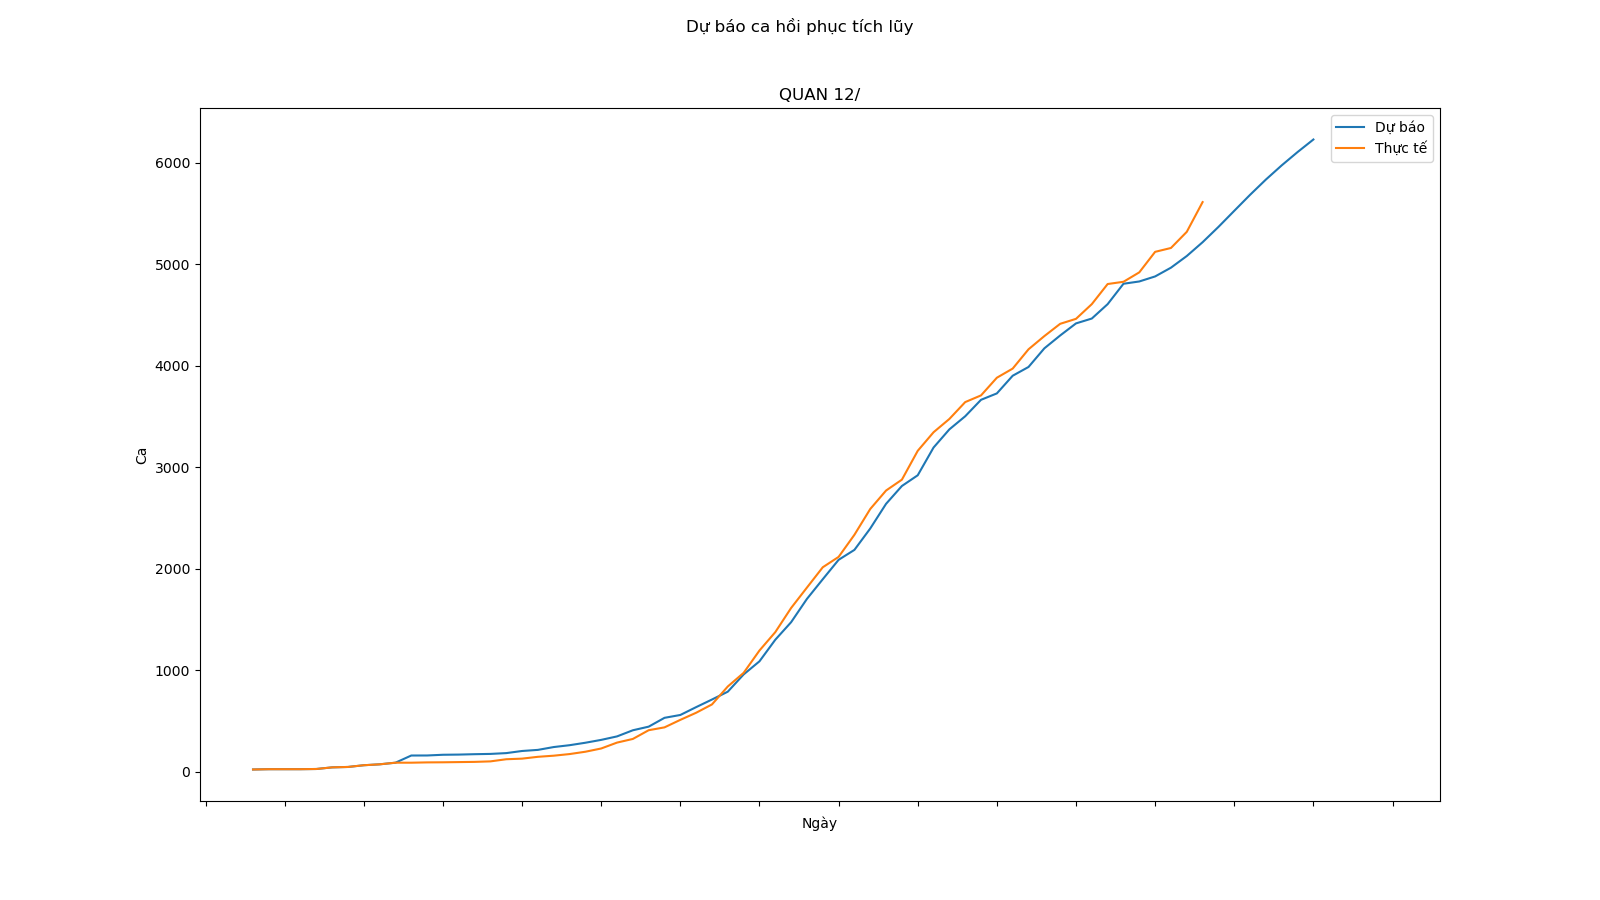 Dự báo ca hồi phục tích lũy
QUAN 12/
Dự báo
Thực tế
6000
5000
4000
3000
2000
1000
0
Ca
Ngày